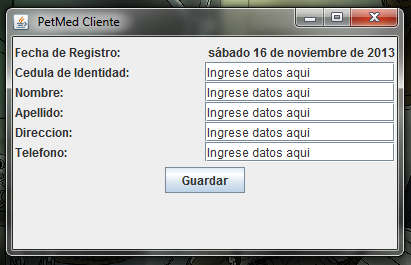 PetMed Cliente
Fecha de Registro: sábado 16 de noviembre de 2013
Cedula de Identidad: Ingrese datos aqui
Nombre: Ingrese datos aqui
Apellido: Ingrese datos aqui
Direccion: Ingrese datos aqui
Telefono: Ingrese datos aqui
Guardar